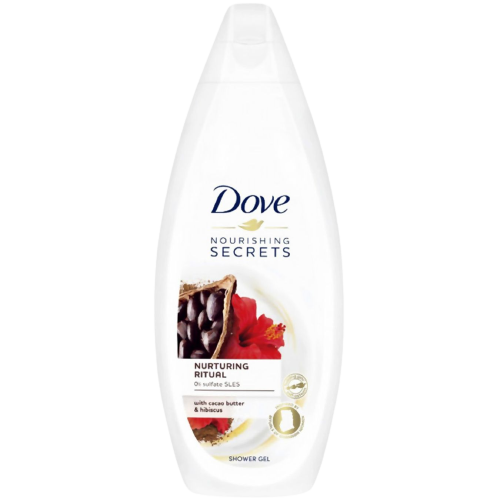 Dove
NOURISHING
SECRETS
NURTURING
RITUAL
0% sulfate SLES
with cacao butter
& hibiscus
SHOWER GEL